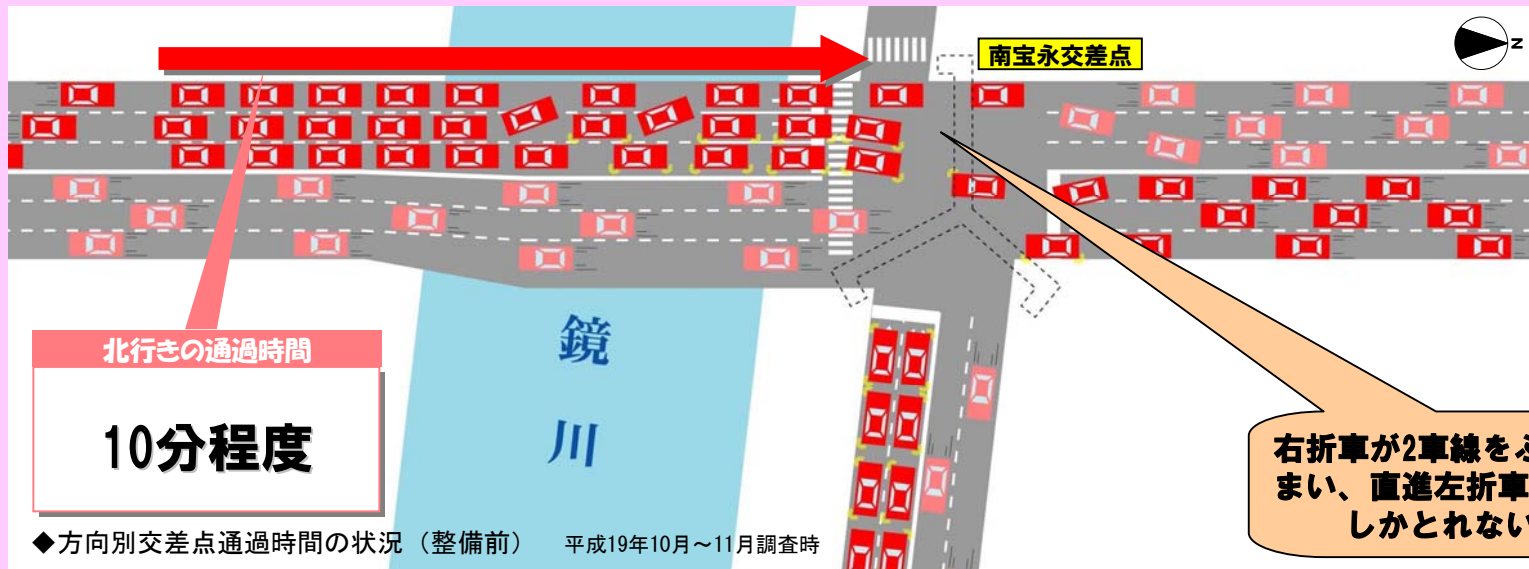 南宝永交差点
N
北行きの通過時間
10分程度
鏡
川
右折車が2車線を
まい、直進左折車
しかとれない
◆方向別交差点通過時間の状況（整備前） 平成19年10月～11月調査時